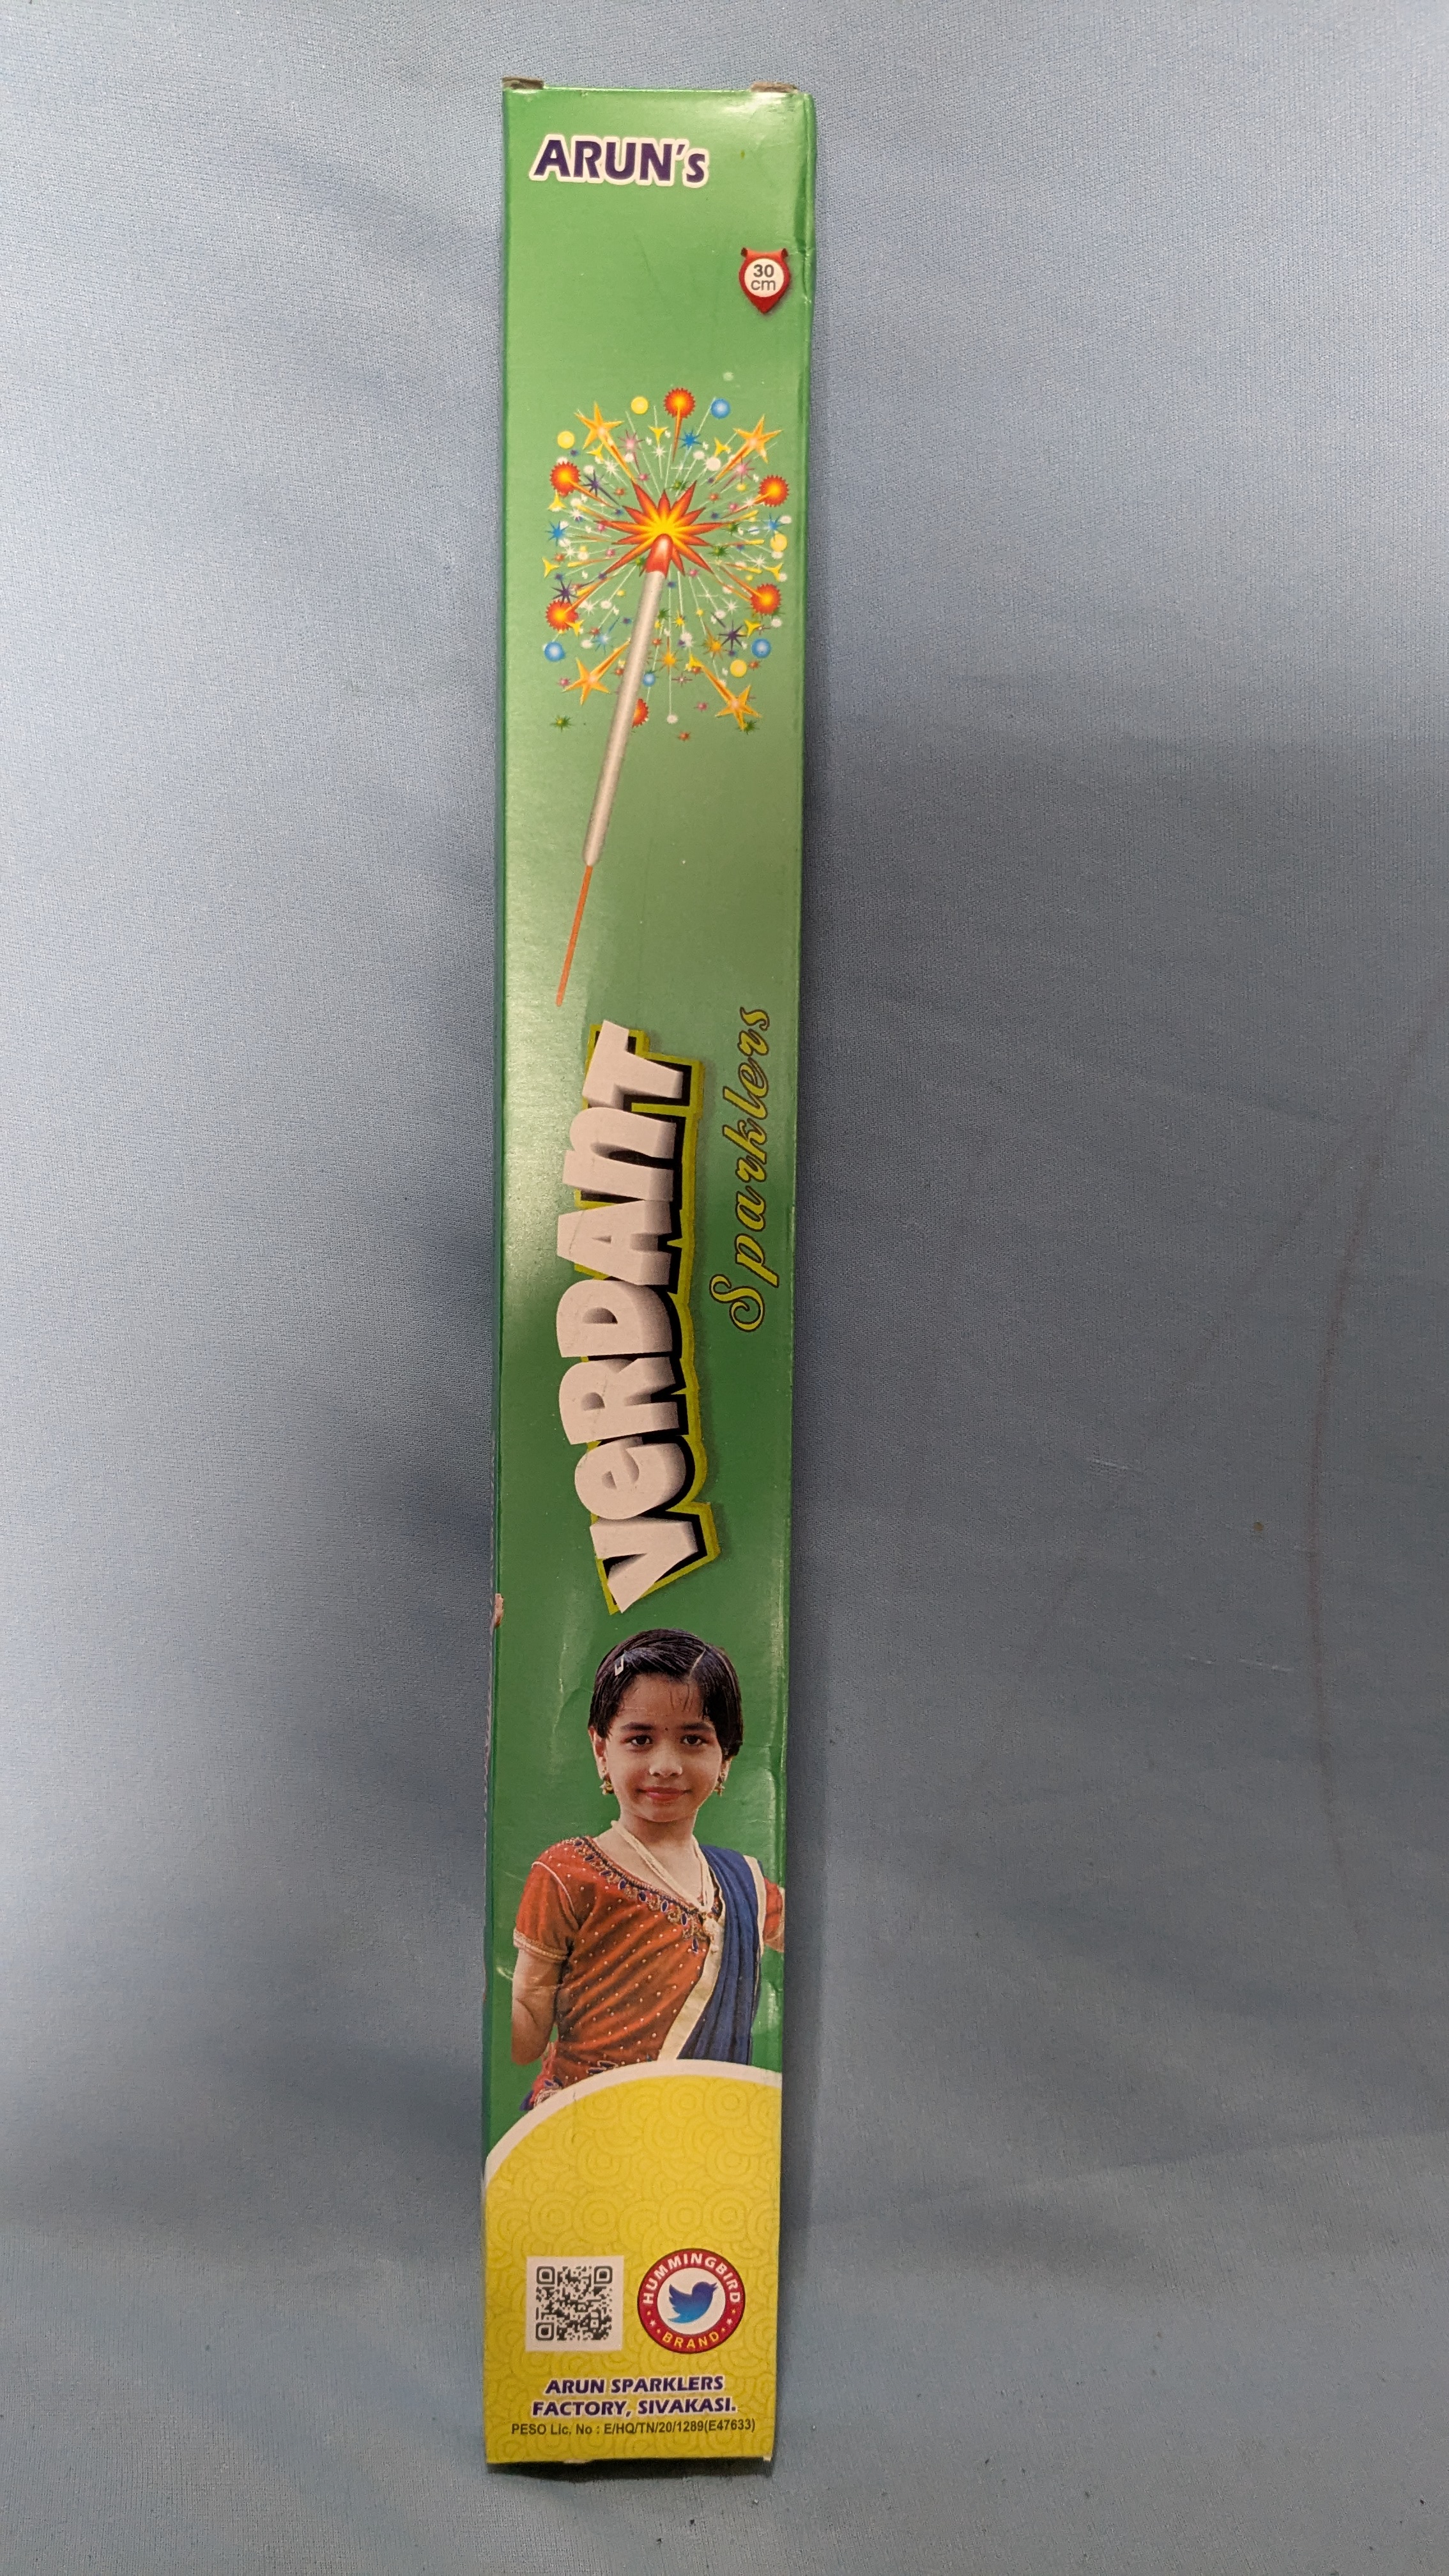 ARUN's
30
cm
VeRDAnT
Sparklers
HUMMINGBIRD
BRAND
ARUN SPARKLERS
FACTORY, SIVAKASI.
PESO Lic. No : E/HQ/TN/20/1289(E47633)